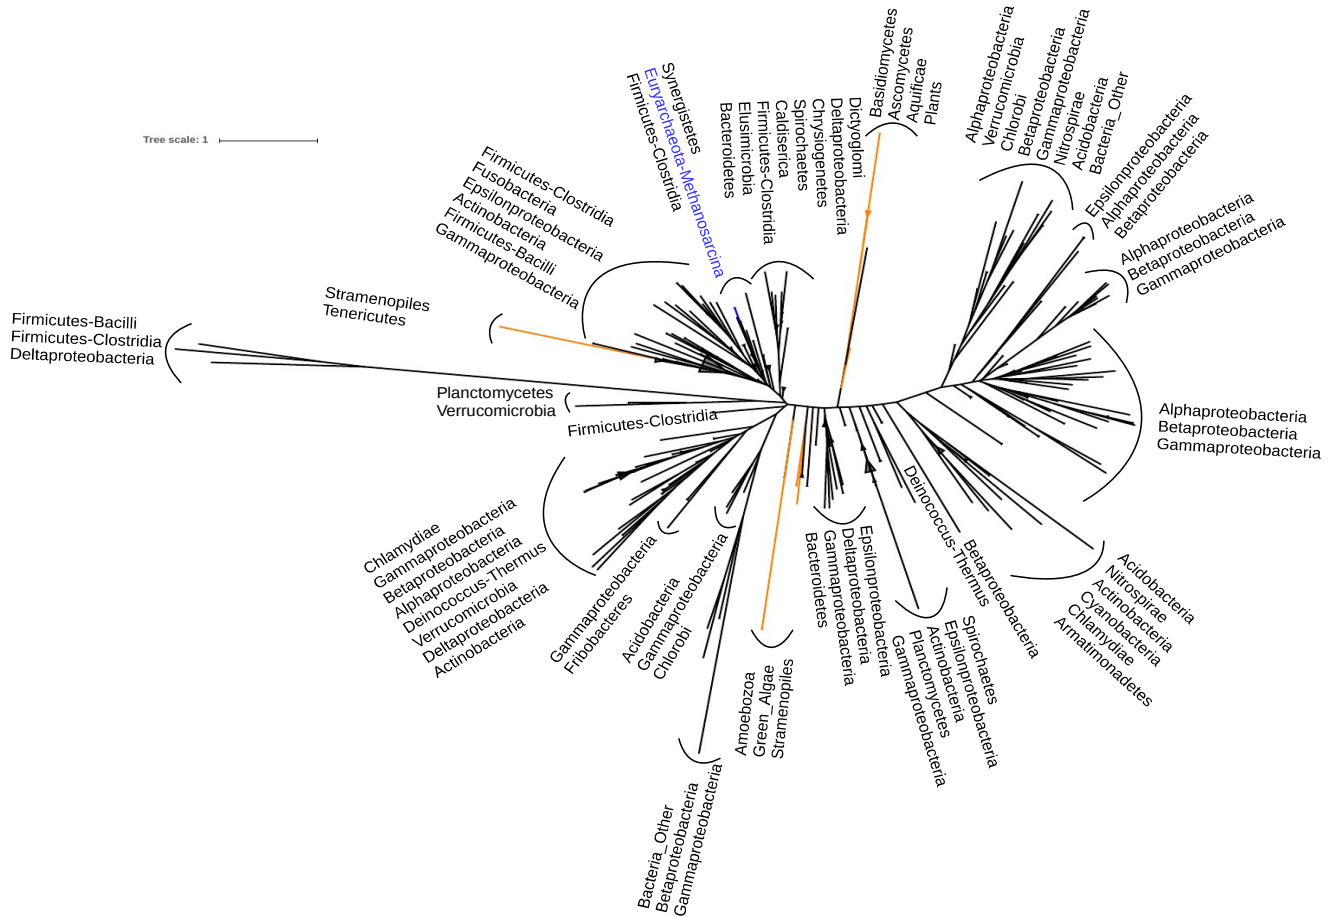 Tree scale: 1
Synergistetes
Euryarchaeota-Methanosarcina
Firmicutes-Clostridia
Bacteroidetes
Elusimicrobia
Firmicutes-Clostridia
Caldiserica
Spirochaetes
Chrysiogenetes
Deltaproteobacteria
Dictyoglomi
Basidiomycetes
Ascomycetes
Aquificae
Plants
Alphaproteobacteria
Verrucomicrobia
Chlorobi
Betaproteobacteria
Gammaproteobacteria
Nitrospirae
Acidobacteria
Bacteria_Other
Epsilonproteobacteria
Alphaproteobacteria
Betaproteobacteria
Alphaproteobacteria
Betaproteobacteria
Gammaproteobacteria
Firmicutes-Clostridia
Fusobacteria
Epsilonproteobacteria
Actinobacteria
Firmicutes-Bacilli
Gammaproteobacteria
Stramenopiles
Tenericutes
Firmicutes-Bacilli
Firmicutes-Clostridia
Deltaproteobacteria
Planctomycetes
Verrucomicrobia
Firmicutes-Clostridia
Alphaproteobacteria
Betaproteobacteria
Gammaproteobacteria
Chlamydiae
Gammaproteobacteria
Betaproteobacteria
Alphaproteobacteria
Deinococcus-Thermus
Verrucomicrobia
Deltaproteobacteria
Actinobacteria
Gammaproteobacteria
Fribobacteres
Acidobacteria
Gammaproteobacteria
Chlorobi
Bacteria_Other
Betaproteobacteria
Gammaproteobacteria
Amoebozoa
Green_Algae
Stramenopiles
Bacteroidetes
Gammaproteobacteria
Deltaproteobacteria
Epsilonproteobacteria
Gammaproteobacteria
Planctomycetes
Actinobacteria
Epsilonproteobacteria
Spirochaetes
Deinococcus-Thermus
Betaproteobacteria
Acidobacteria
Nitrospirae
Actinobacteria
Cyanobacteria
Chlamydiae
Armatimonadetes